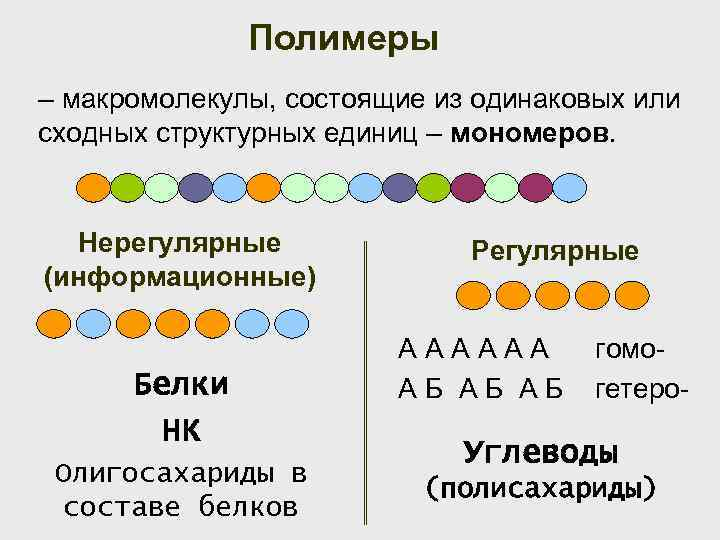 Полимеры
– макромолекулы, состоящие из одинаковых или
сходных структурных единиц – мономеров.
Нерегулярные
(информационные)
Белки
НК
Олигосахариды в
составе белков
Регулярные
А А А А А А гомо-
А Б А Б А Б гетеро-
Углеводы
(полисахариды)